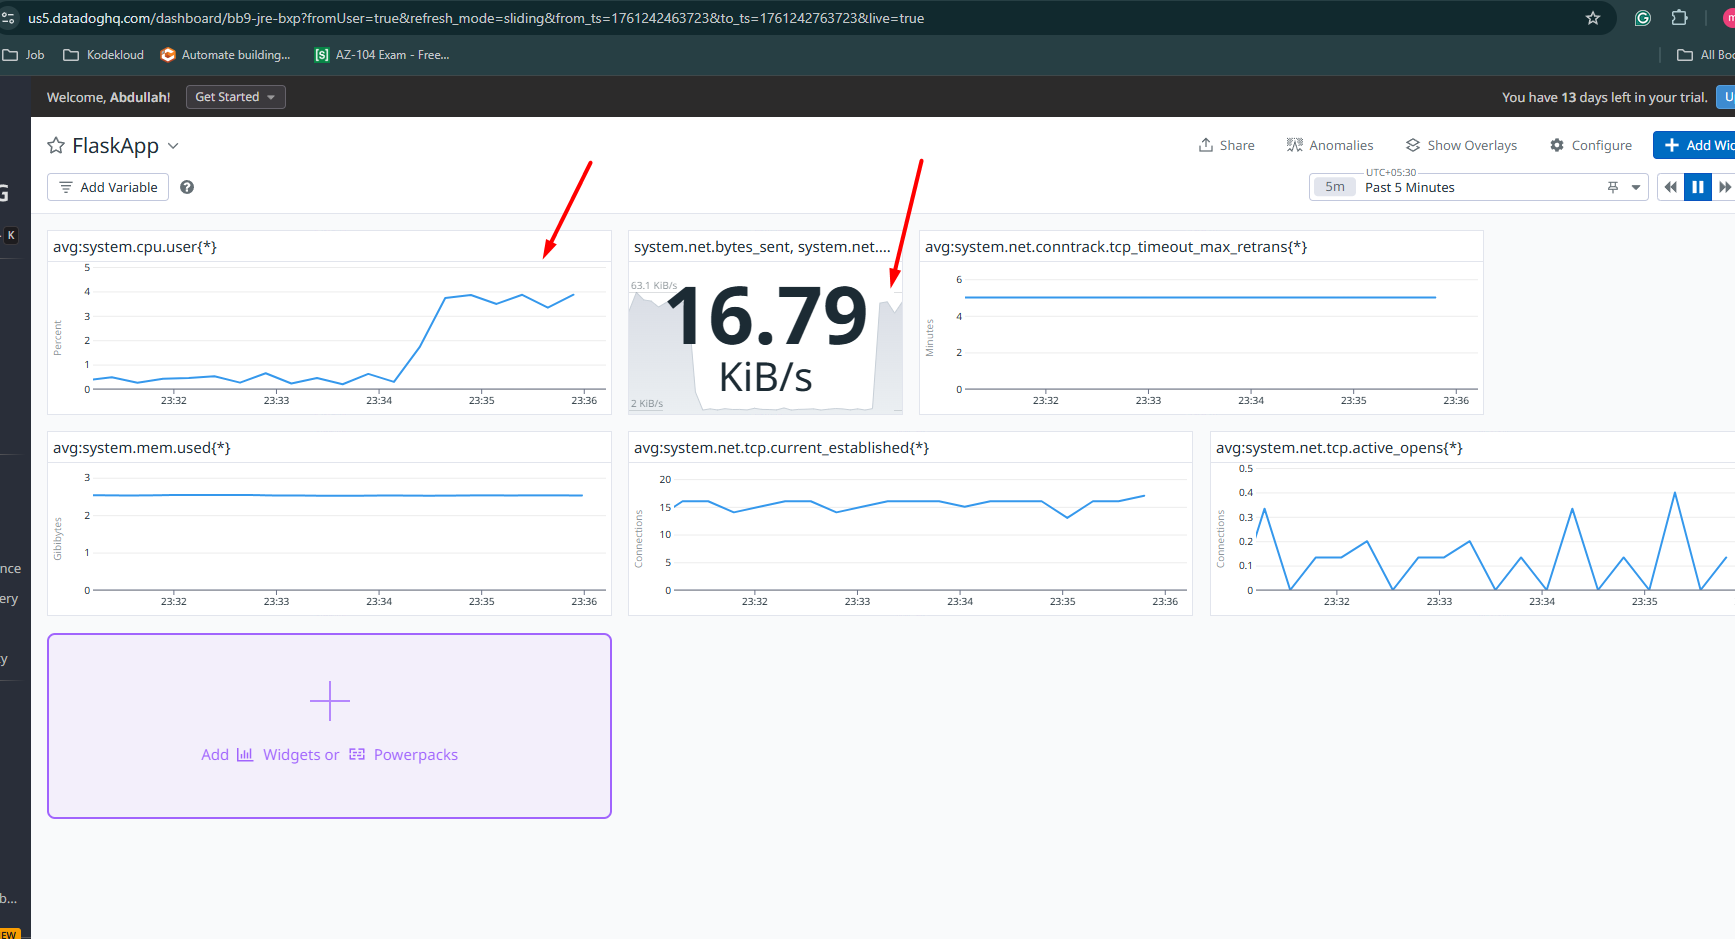 us5.datadoghq.com/dashboard/bb9-jre-bxp?fromUser=true&refresh_mode=sliding&from_ts=1761242463723&to_ts=1761242763723&live=true
Job
Kodekloud
Automate building...
[S]
AZ-104 Exam - Free...
All Boo
Welcome, Abdullah!
Get Started
You have 13 days left in your trial.
U
FlaskApp
Share
Anomalies
Show Overlays
Configure
Add Wid
Add Variable
?
UTC+05:30
5m
Past 5 Minutes
G
K
avg:system.cpu.user{*}
Percent
5
4
3
2
1
0
23:32
23:33
23:34
23:35
23:36
system.net.bytes_sent, system.net....
63.1 KiB/s
16.79
KiB/s
2 KiB/s
avg:system.net.conntrack.tcp_timeout_max_retrans{*}
Minutes
6
4
2
0
23:32
23:33
23:34
23:35
23:36
avg:system.mem.used{*}
Gibibytes
3
2
1
0
23:32
23:33
23:34
23:35
23:36
avg:system.net.tcp.current_established{*}
Connections
20
15
10
5
0
23:32
23:33
23:34
23:35
23:36
avg:system.net.tcp.active_opens{*}
Connections
0.5
0.4
0.3
0.2
0.1
0
23:32
23:33
23:34
23:35
nce
ery
y
Add Widgets or Powerpacks
b...
EW